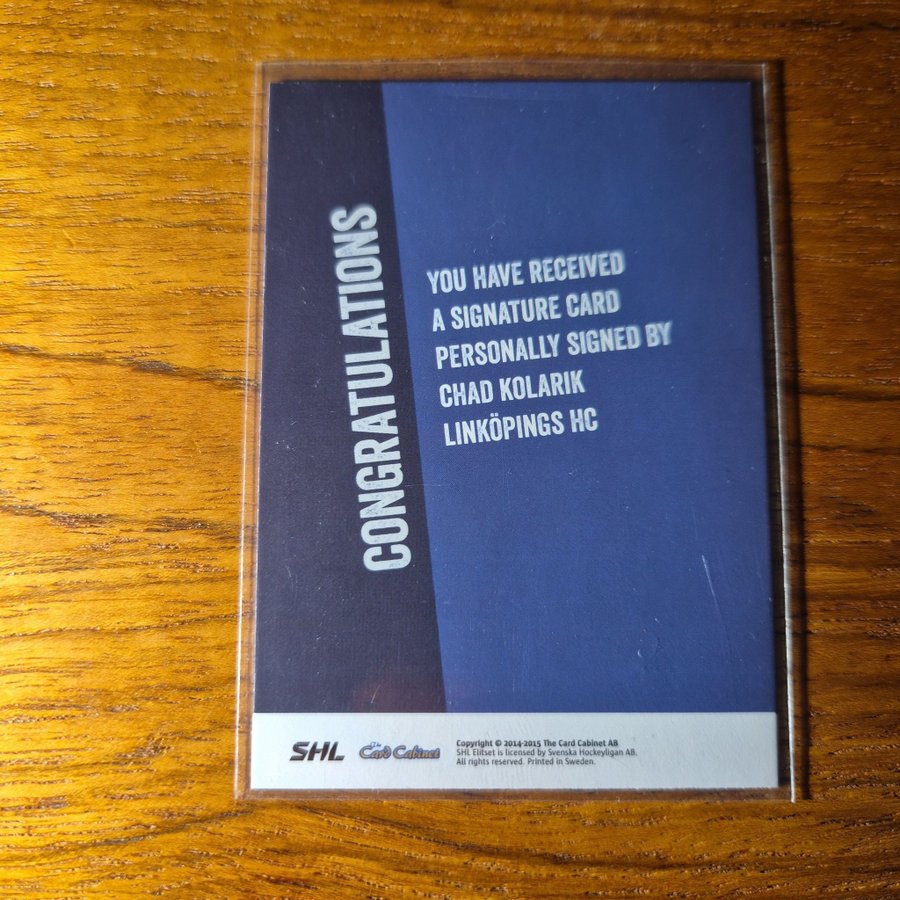 CONGRATULATIONS
YOU HAVE RECEIVED
A SIGNATURE CARD
PERSONALLY SIGNED BY
CHAD KOLARIK
LINKÖPINGS HC
SHL
The Card Cabinet
Copyright © 2014-2015 The Card Cabinet AB
SHL Elitset is licensed by Svenska Hockeyligan AB.
All rights reserved. Printed in Sweden.